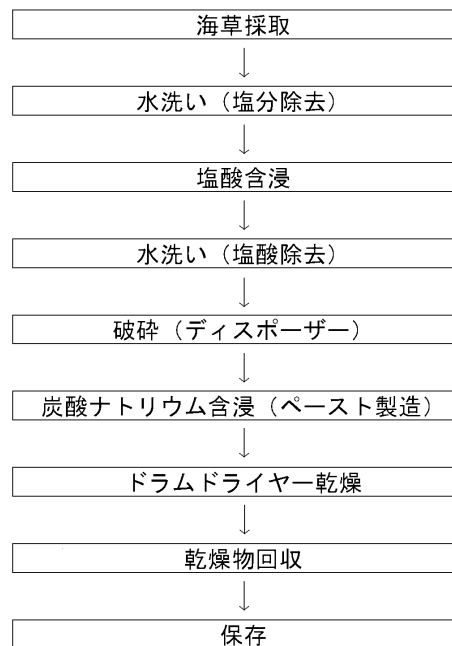 海草採取
水洗い（塩分除去）
塩酸含浸
水洗い（塩酸除去）
破砕（ディスポーザー）
炭酸ナトリウム含浸（ペースト製造）
ドラムドライヤー乾燥
乾燥物回収
保存